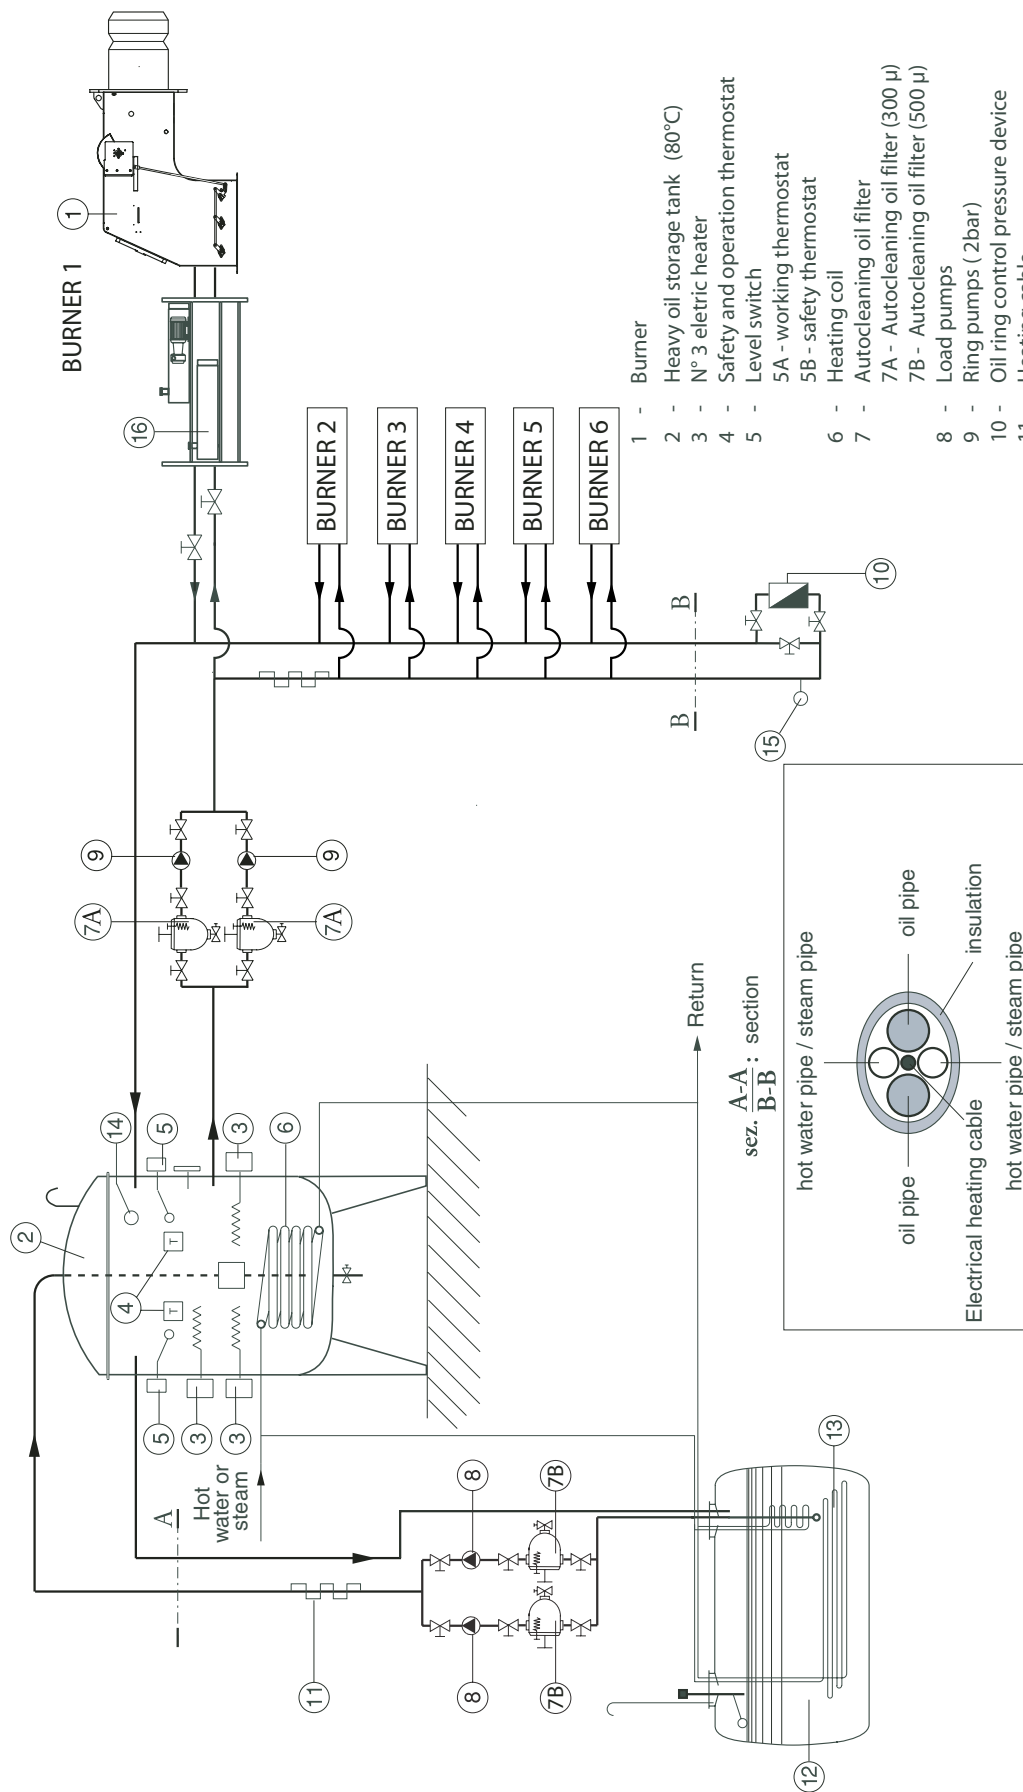 BURNER 1
1
16
BURNER 2
BURNER 3
BURNER 4
BURNER 5
BURNER 6
10
B
B
15
9
9
7A
7A
14
5
3
6
2
4
5
3
3
Hot
water or
steam
A
11
8
8
7B
7B
12
13
Return
sez. A-A : section
B-B
hot water pipe / steam pipe
oil pipe
oil pipe
insulation
Electrical heating cable
hot water pipe / steam pipe
1 - Burner
2 - Heavy oil storage tank (80°C)
3 - N° 3 eletric heater
4 - Safety and operation thermostat
5 - Level switch
5A - working thermostat
5B - safety thermostat
6 - Heating coil
7 - Autocleaning oil filter
7A - Autocleaning oil filter (300 µ)
7B - Autocleaning oil filter (500 µ)
8 - Load pumps
9 - Ring pumps ( 2bar)
10 - Oil ring control pressure device
11 - Heating cable